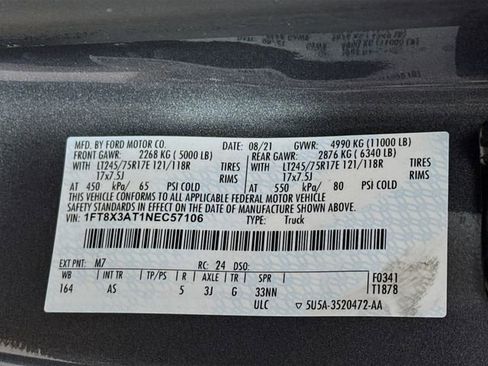 MFD. BY FORD MOTOR CO. DATE: 08/21 GVWR: 4990 KG (11000 LB)
FRONT GAWR: 2268 KG (5000 LB) REAR GAWR: 2876 KG (6340 LB)
WITH LT245/75R17E 121/118R TIRES WITH LT245/75R17E 121/118R TIRES
17x7.5J RIMS 17x7.5J RIMS
AT 450 kPa/ 65 PSI COLD AT 550 kPa/ 80 PSI COLD
THIS VEHICLE CONFORMS TO ALL APPLICABLE FEDERAL MOTOR VEHICLE
SAFETY STANDARDS IN EFFECT ON THE DATE OF MANUFACTURE SHOWN ABOVE.
VIN: 1FT8X3AT1NEC57106 TYPE: Truck
EXT PNT: M7 RC: 24 DSO:
WB INT TR TP/PS R AXLE TR SPR F0341
164 AS 5 3J G 33NN T1878
ULC 5U5A-3520472-AA